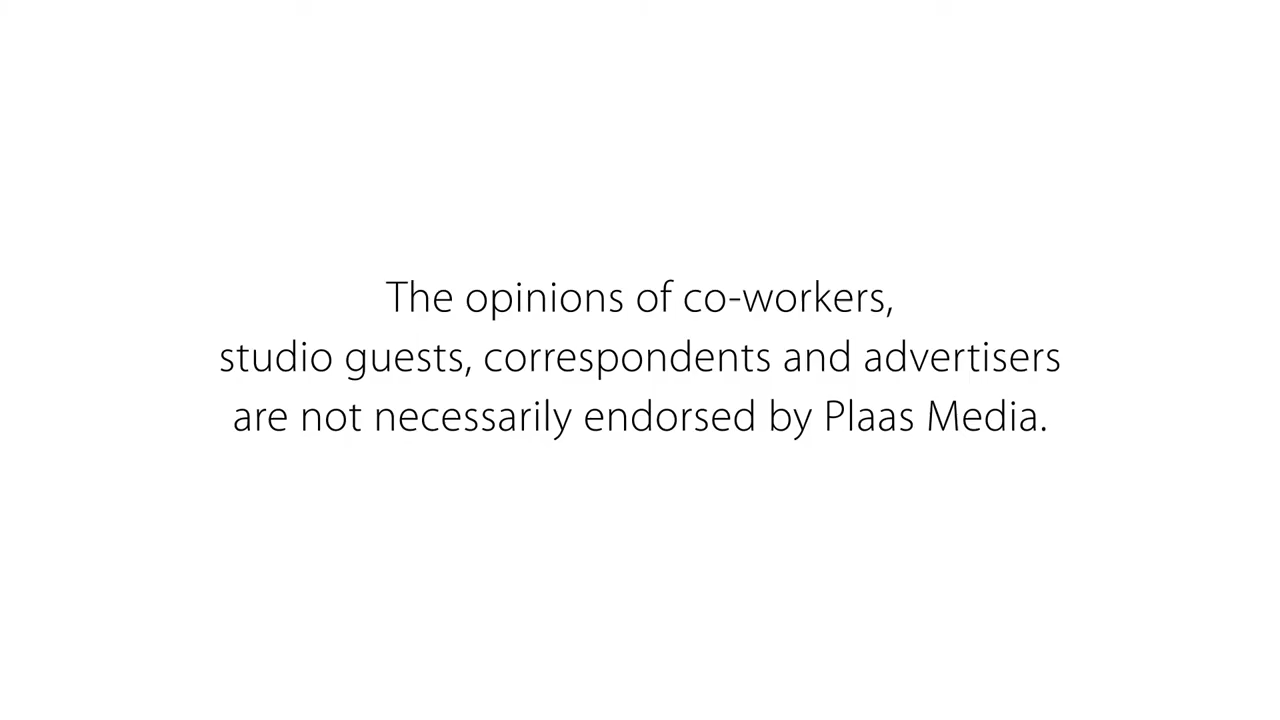 The opinions of co-workers,
studio guests, correspondents and advertisers
are not necessarily endorsed by Plaas Media.